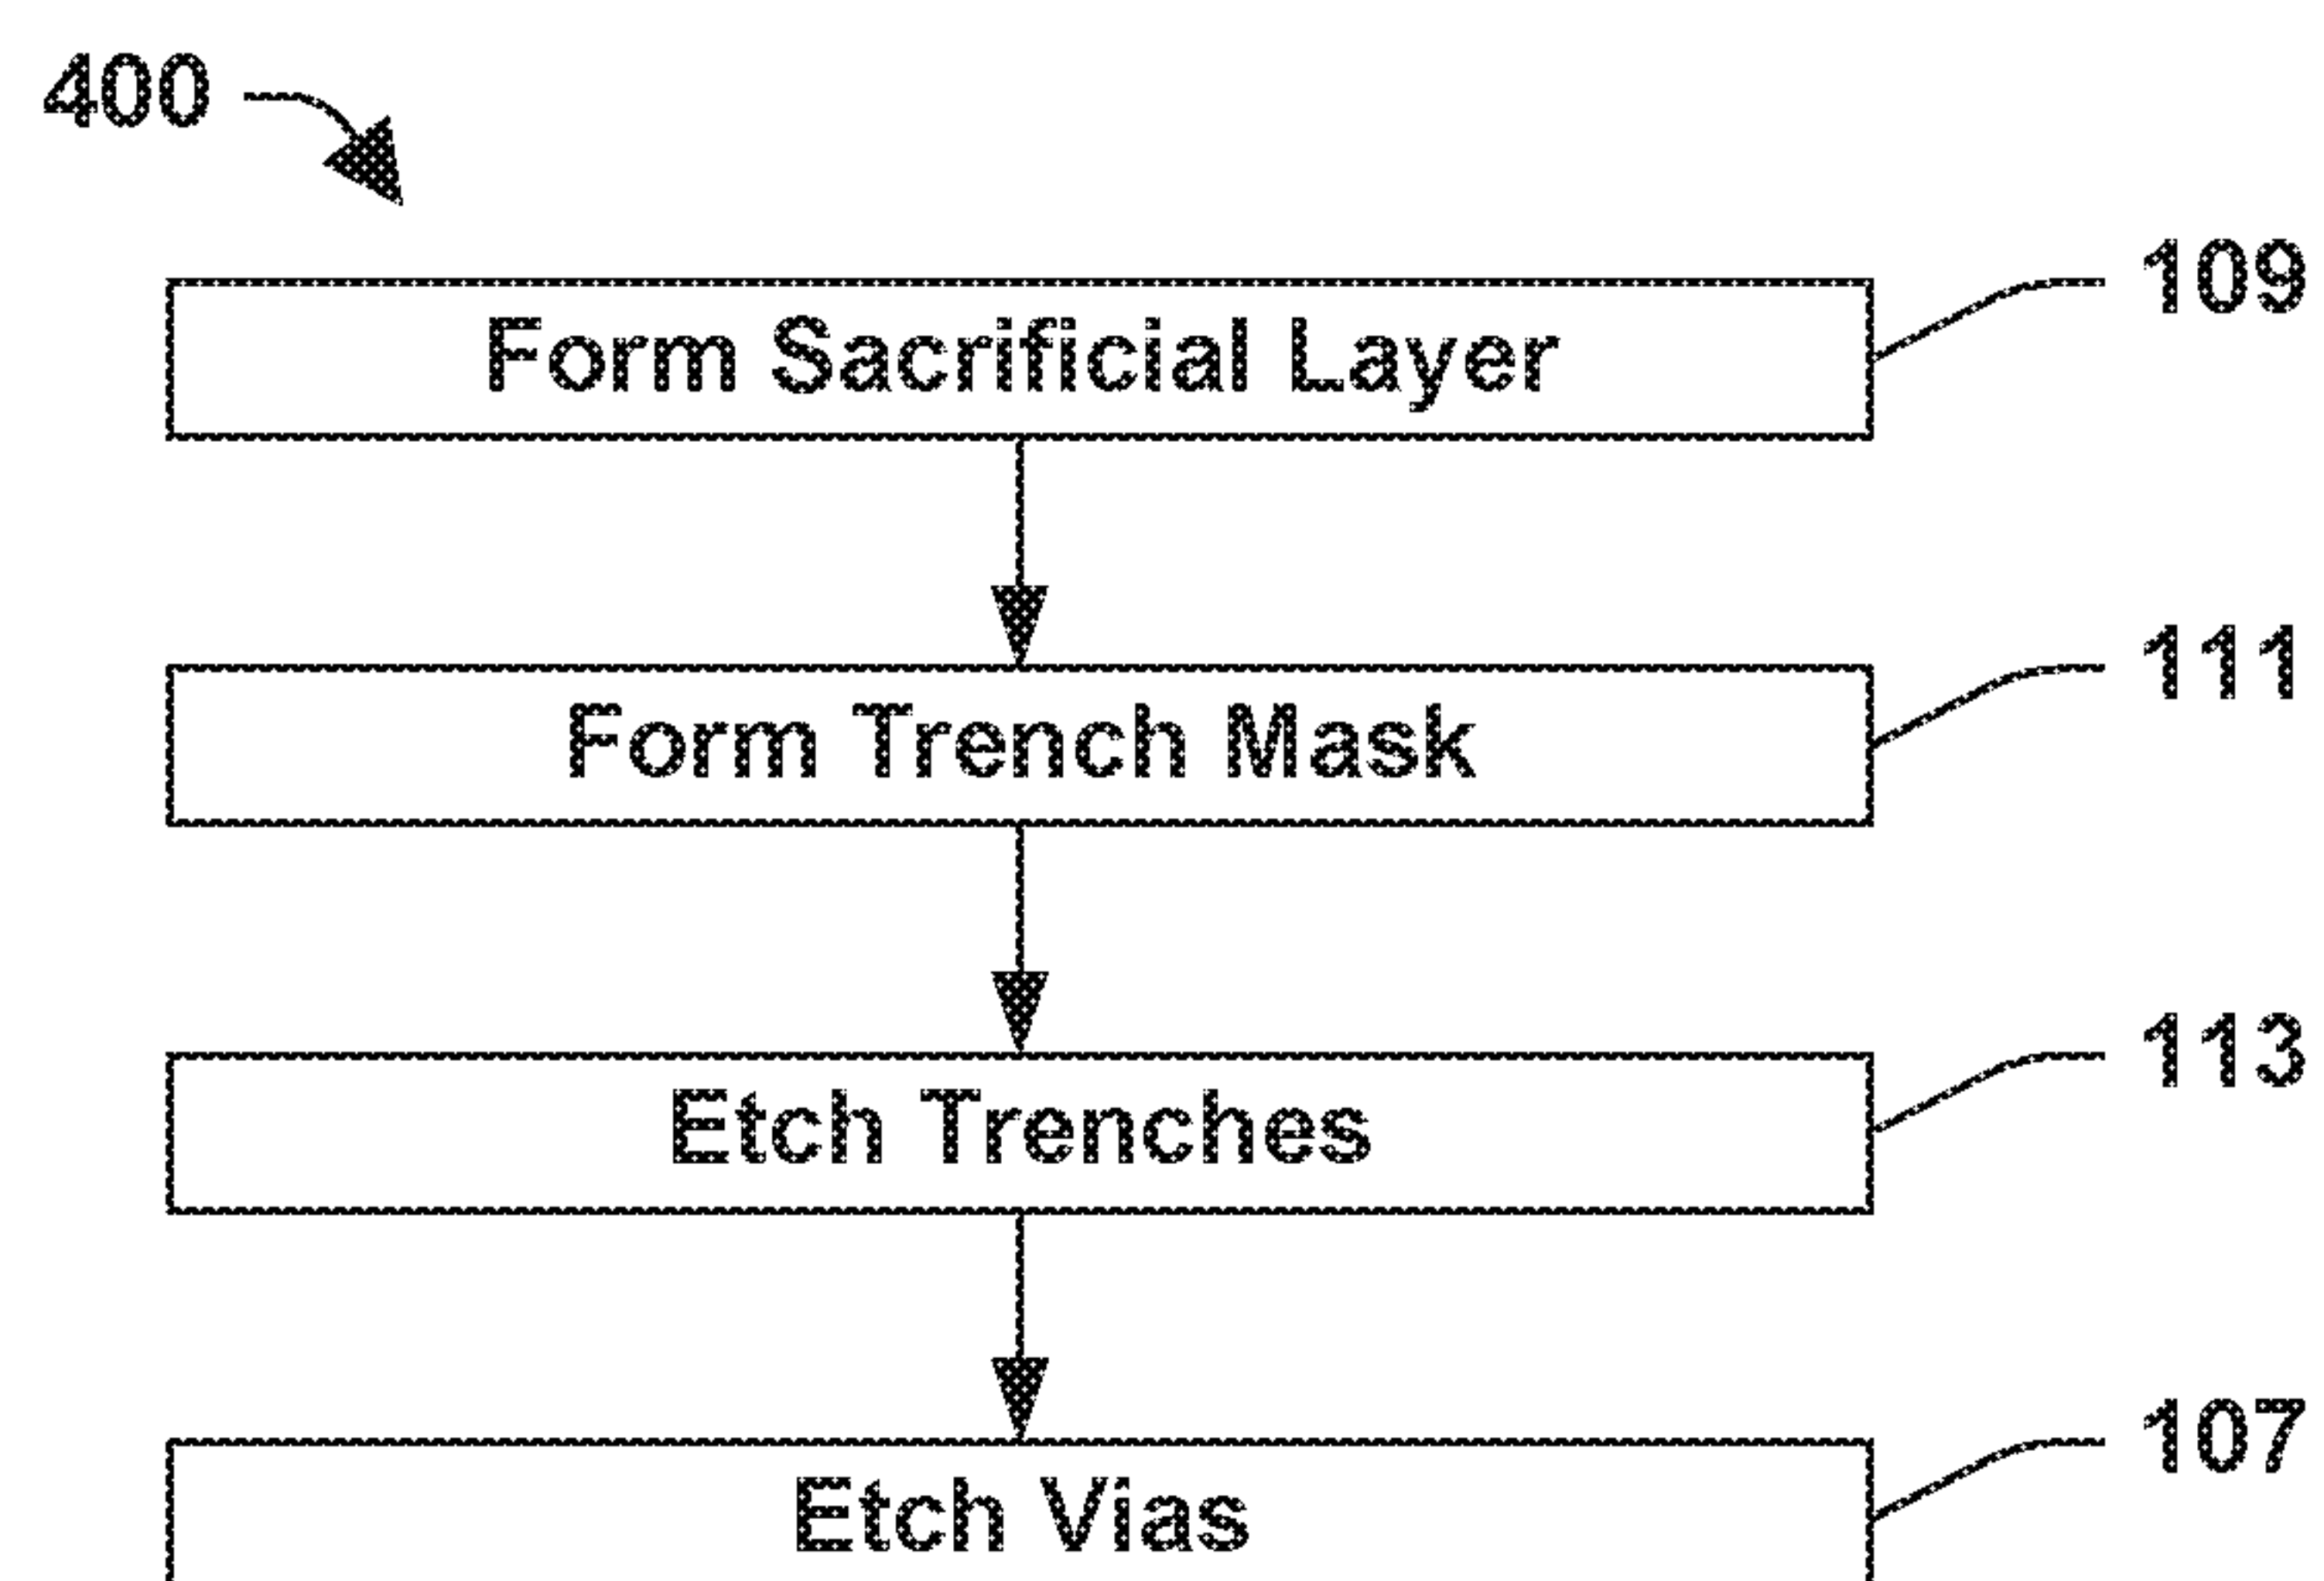 400
Form Sacrificial Layer 109
Form Trench Mask 111
Etch Trenches 113
Etch Vias 107